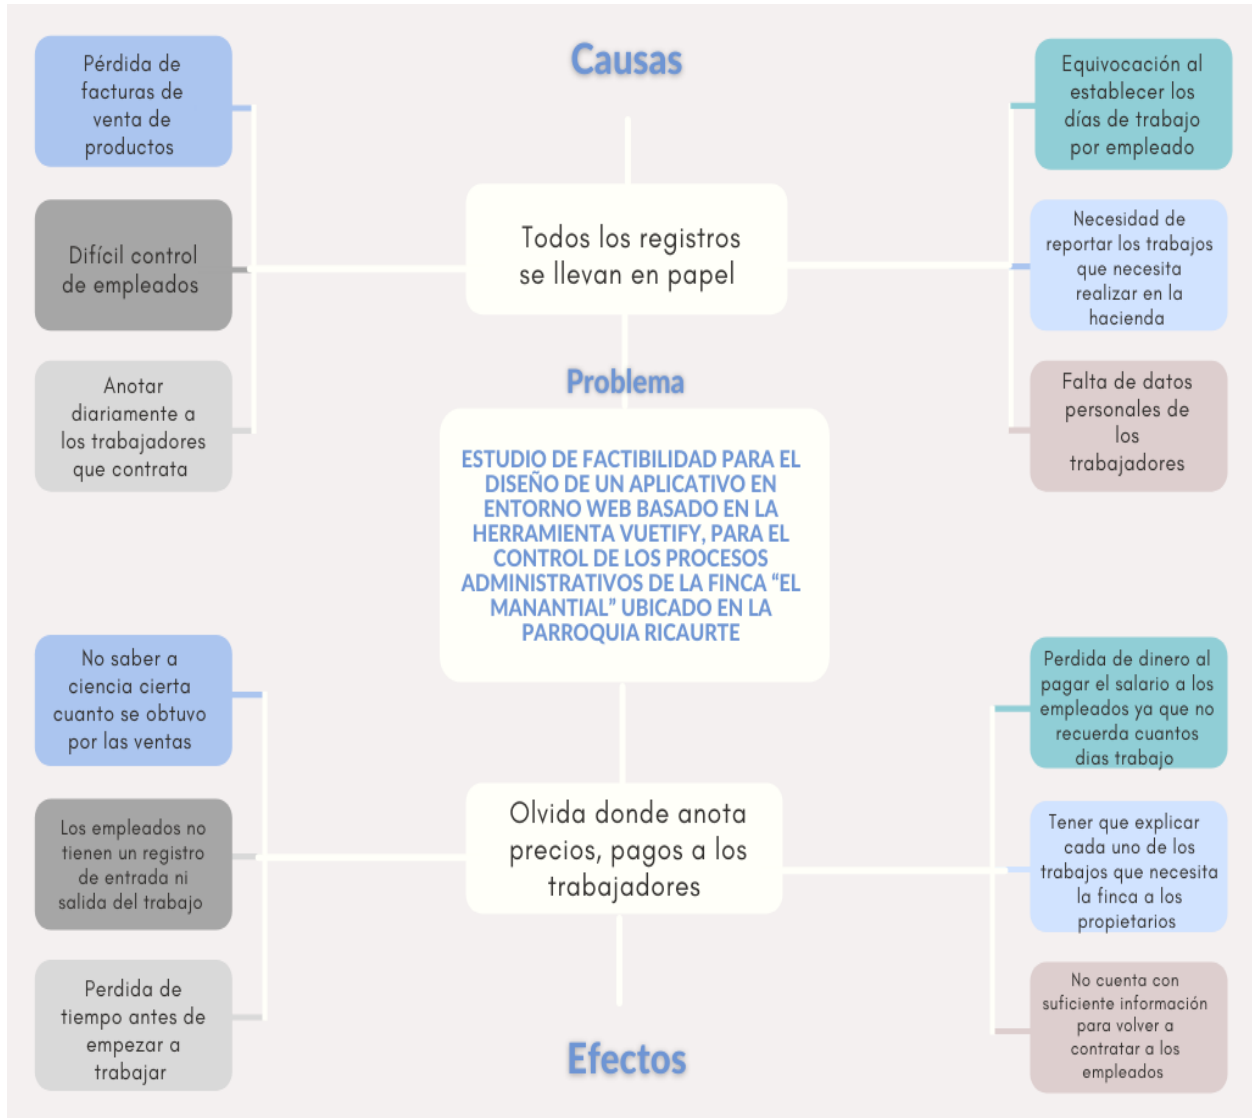 Causas
Pérdida de
facturas de
venta de
productos
Difícil control
de empleados
Anotar
diariamente a
los trabajadores
que contrata
Todos los registros
se llevan en papel
Equivocación al
establecer los
días de trabajo
por empleado
Necesidad de
reportar los trabajos
que necesita
realizar en la
hacienda
Falta de datos
personales de
los
trabajadores
Problema
ESTUDIO DE FACTIBILIDAD PARA EL
DISEÑO DE UN APLICATIVO EN
ENTORNO WEB BASADO EN LA
HERRAMIENTA VUETIFY, PARA EL
CONTROL DE LOS PROCESOS
ADMINISTRATIVOS DE LA FINCA “EL
MANANTIAL” UBICADO EN LA
PARROQUIA RICAURTE
No saber a
ciencia cierta
cuanto se obtuvo
por las ventas
Los empleados no
tienen un registro
de entrada ni
salida del trabajo
Perdida de
tiempo antes de
empezar a
trabajar
Olvida donde anota
precios, pagos a los
trabajadores
Perdida de dinero al
pagar el salario a los
empleados ya que no
recuerda cuantos
dias trabajo
Tener que explicar
cada uno de los
trabajos que necesita
la finca a los
propietarios
No cuenta con
suficiente información
para volver a
contratar a los
empleados
Efectos